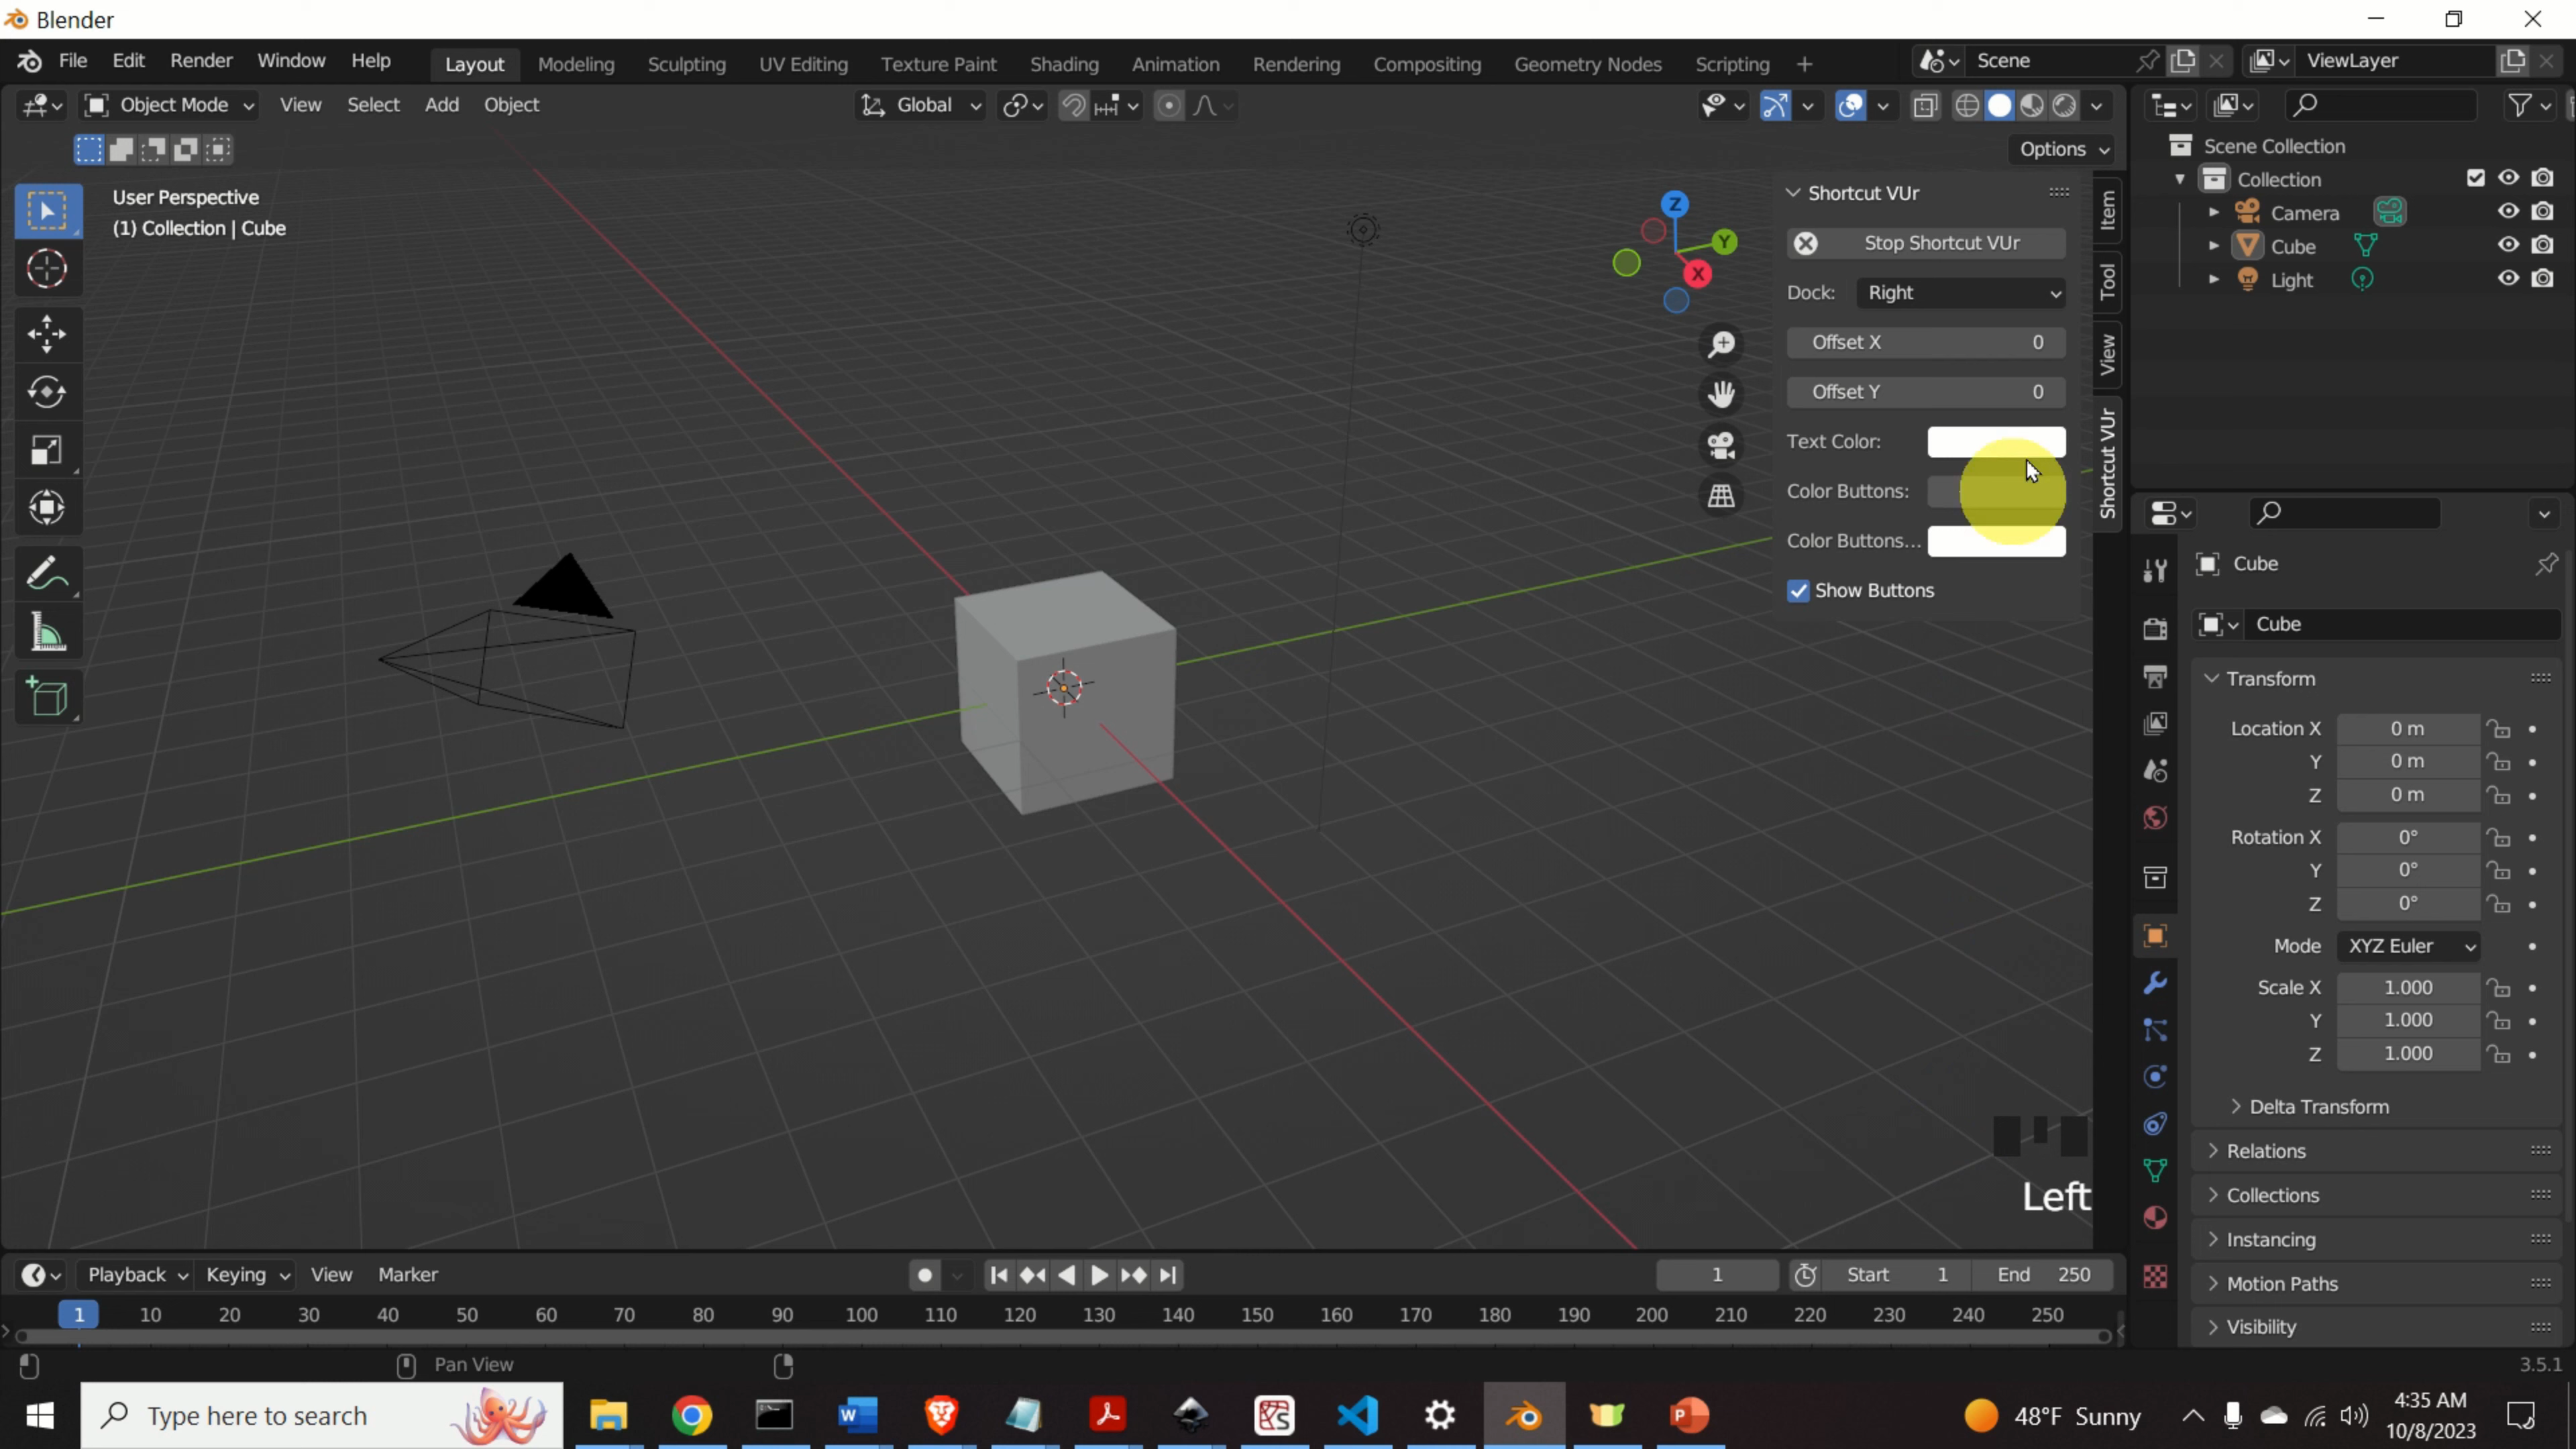 Blender
File Edit Render Window Help Layout Modeling Sculpting UV Editing Texture Paint Shading Animation Rendering Compositing Geometry Nodes Scripting + Scene ViewLayer
Object Mode View Select Add Object Global
Options
User Perspective
(1) Collection | Cube
Z
Y
X
Shortcut VUr
Stop Shortcut VUr
Dock: Right
Offset X 0
Offset Y 0
Text Color:
Color Buttons:
Color Buttons...
Show Buttons
Item
Tool
View
Shortcut VUr
Left
Scene Collection
Collection
Camera
Cube
Light
Cube
Cube
Transform
Location X 0 m
Y 0 m
Z 0 m
Rotation X 0°
Y 0°
Z 0°
Mode XYZ Euler
Scale X 1.000
Y 1.000
Z 1.000
Delta Transform
Relations
Collections
Instancing
Motion Paths
Visibility
Playback Keying View Marker 1 Start 1 End 250
1 10 20 30 40 50 60 70 80 90 100 110 120 130 140 150 160 170 180 190 200 210 220 230 240 250
Pan View 3.5.1
Type here to search 48°F Sunny 4:35 AM
10/8/2023